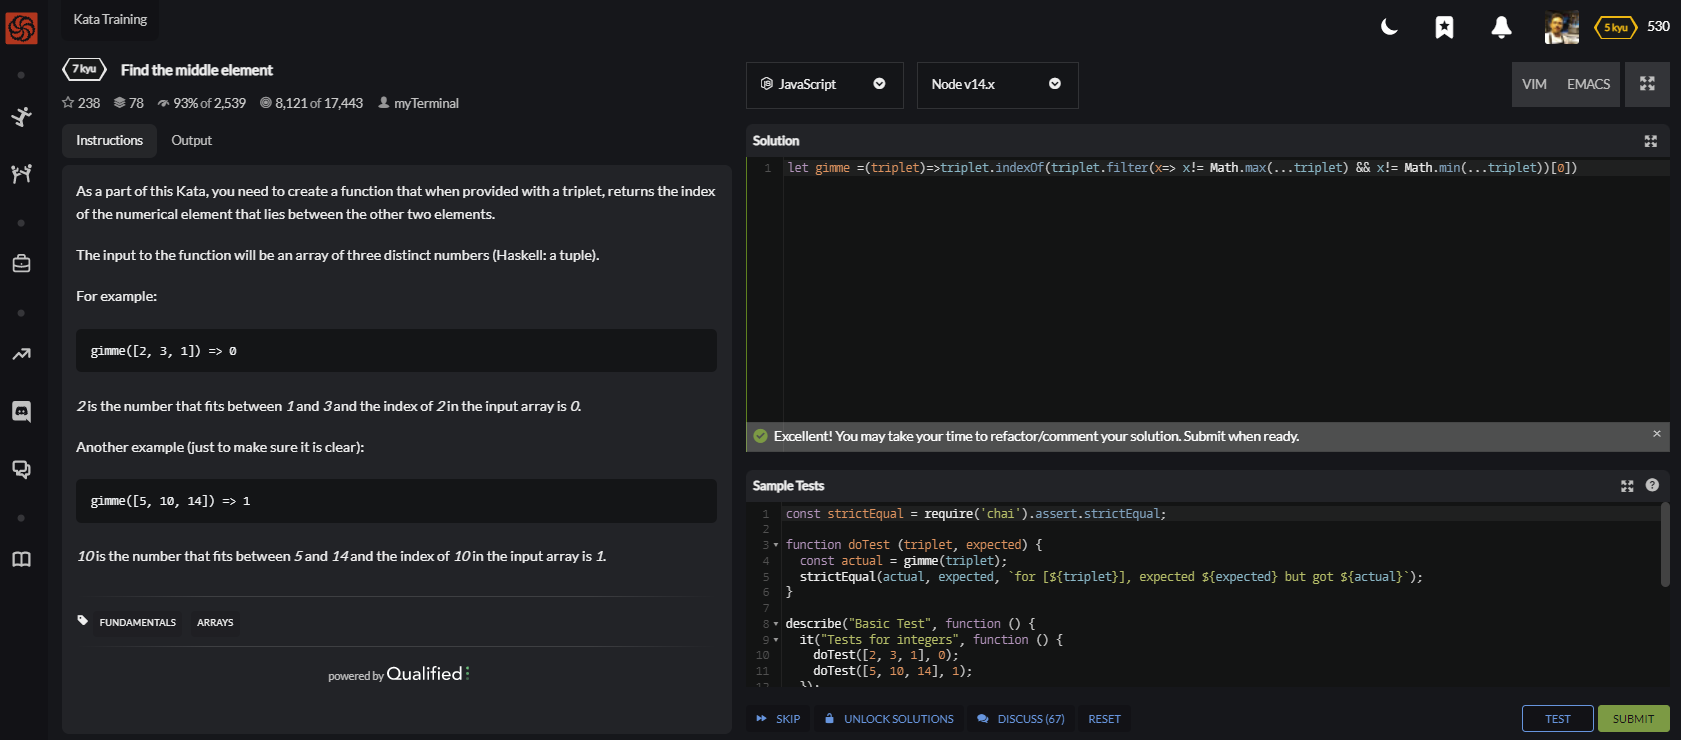 Kata Training
5 kyu 530
7 kyu Find the middle element
238 78 93% of 2,539 8,121 of 17,443 myTerminal
Instructions Output
As a part of this Kata, you need to create a function that when provided with a triplet, returns the index
of the numerical element that lies between the other two elements.
The input to the function will be an array of three distinct numbers (Haskell: a tuple).
For example:
gimme([2, 3, 1]) => 0
2 is the number that fits between 1 and 3 and the index of 2 in the input array is 0.
Another example (just to make sure it is clear):
gimme([5, 10, 14]) => 1
10 is the number that fits between 5 and 14 and the index of 10 in the input array is 1.
FUNDAMENTALS ARRAYS
powered by Qualified
JavaScript Node v14.x VIM EMACS
Solution
1 let gimme =(triplet)=>triplet.indexOf(triplet.filter(x=> x!= Math.max(...triplet) && x!= Math.min(...triplet))[0])
Excellent! You may take your time to refactor/comment your solution. Submit when ready. ×
Sample Tests
1 const strictEqual = require('chai').assert.strictEqual;
2
3 function doTest (triplet, expected) {
4 const actual = gimme(triplet);
5 strictEqual(actual, expected, `for [${triplet}], expected ${expected} but got ${actual}`);
6 }
7
8 describe("Basic Test", function () {
9 it("Tests for integers", function () {
10 doTest([2, 3, 1], 0);
11 doTest([5, 10, 14], 1);
12 });
SKIP UNLOCK SOLUTIONS DISCUSS (67) RESET TEST SUBMIT